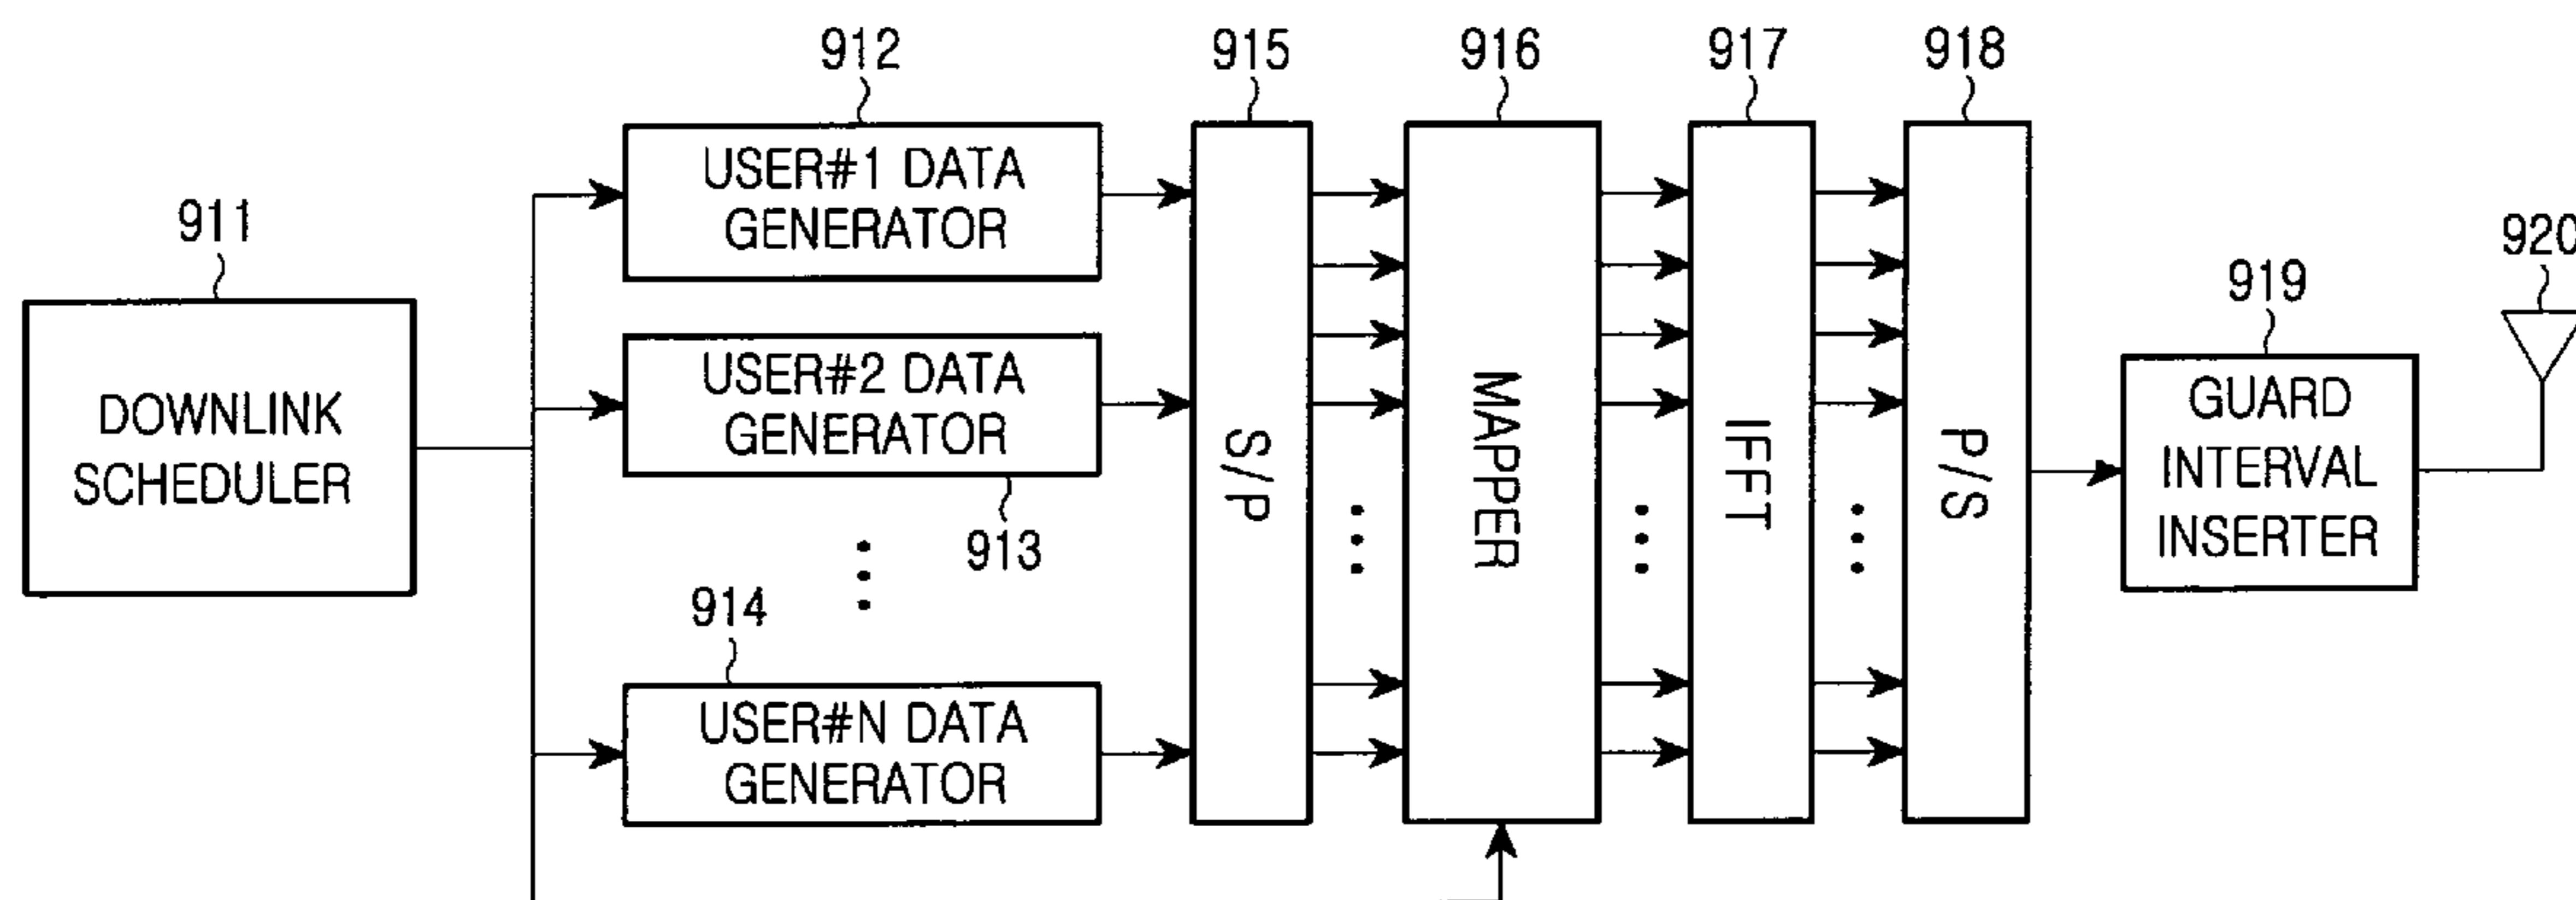 912
915
916
917
918
911
920
919
USER#1 DATA
GENERATOR
DOWNLINK
SCHEDULER
USER#2 DATA
GENERATOR
913
914
USER#N DATA
GENERATOR
S/P
MAPPER
IFFT
P/S
GUARD
INTERVAL
INSERTER